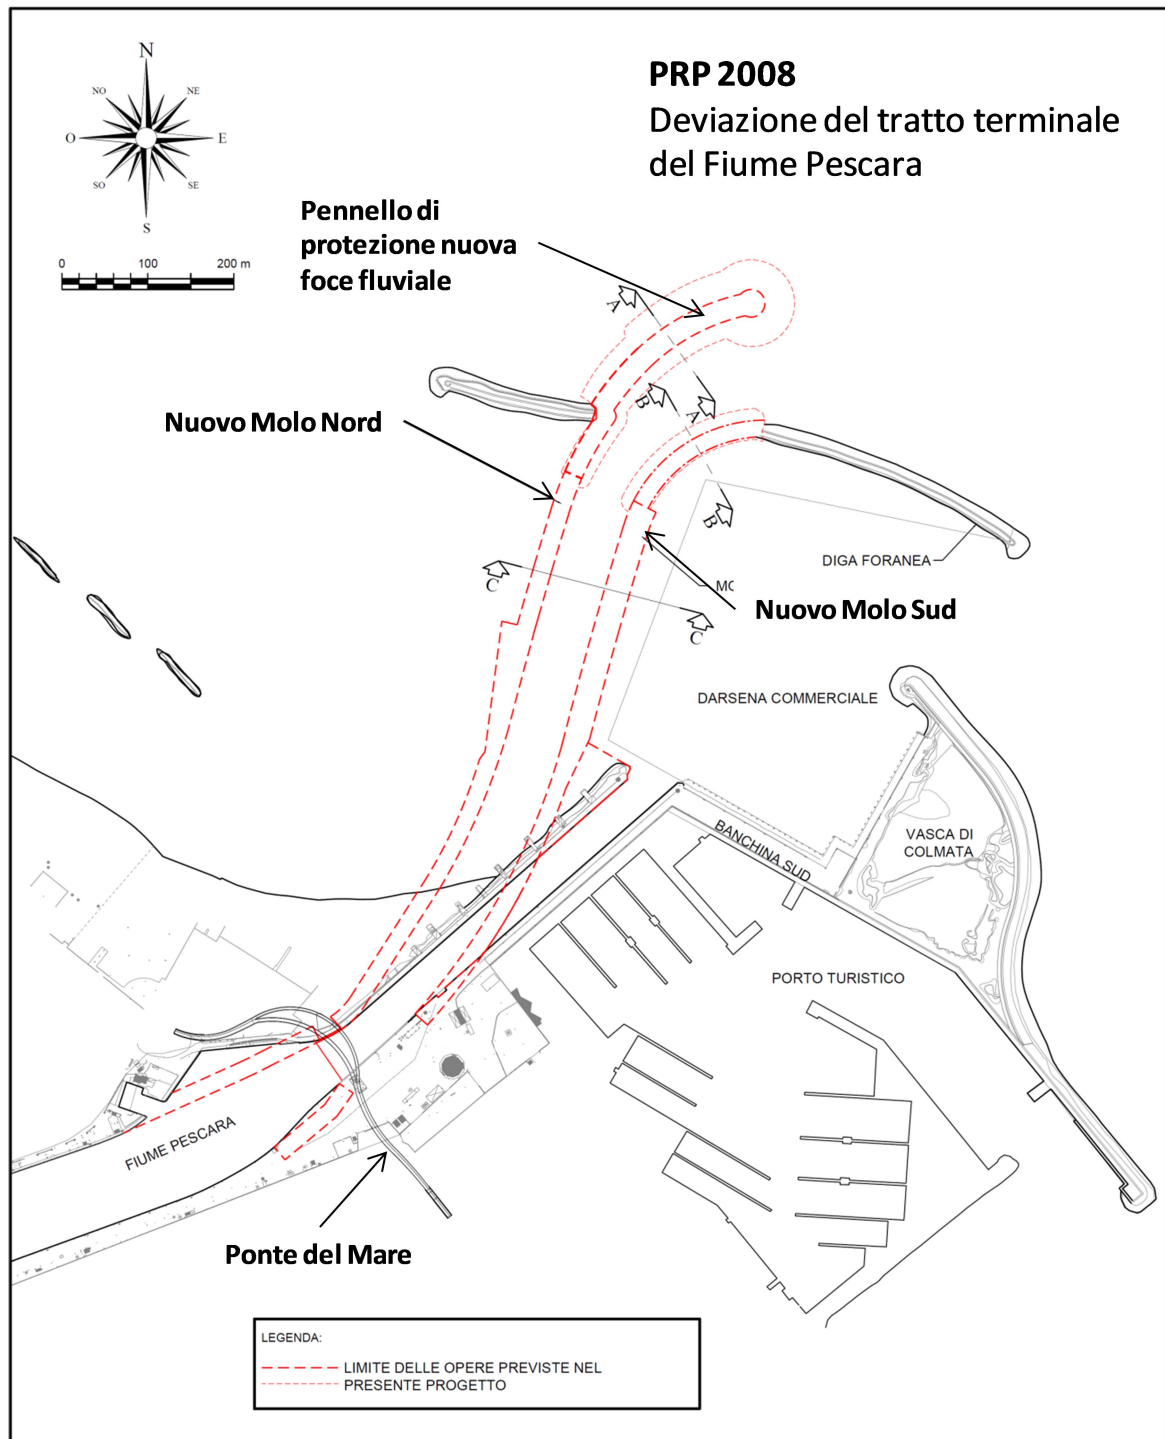 PRP 2008
Deviazione del tratto terminale
del Fiume Pescara
N
NO
NE
O
E
SO
SE
S
0 100 200 m
Pennello di
protezione nuova
foce fluviale
A
B
A
Nuovo Molo Nord
B
DIGA FORANEA
C
MO
Nuovo Molo Sud
C
DARSENA COMMERCIALE
BANCHINA SUD
VASCA DI
COLMATA
PORTO TURISTICO
FIUME PESCARA
Ponte del Mare
LEGENDA:
LIMITE DELLE OPERE PREVISTE NEL
PRESENTE PROGETTO